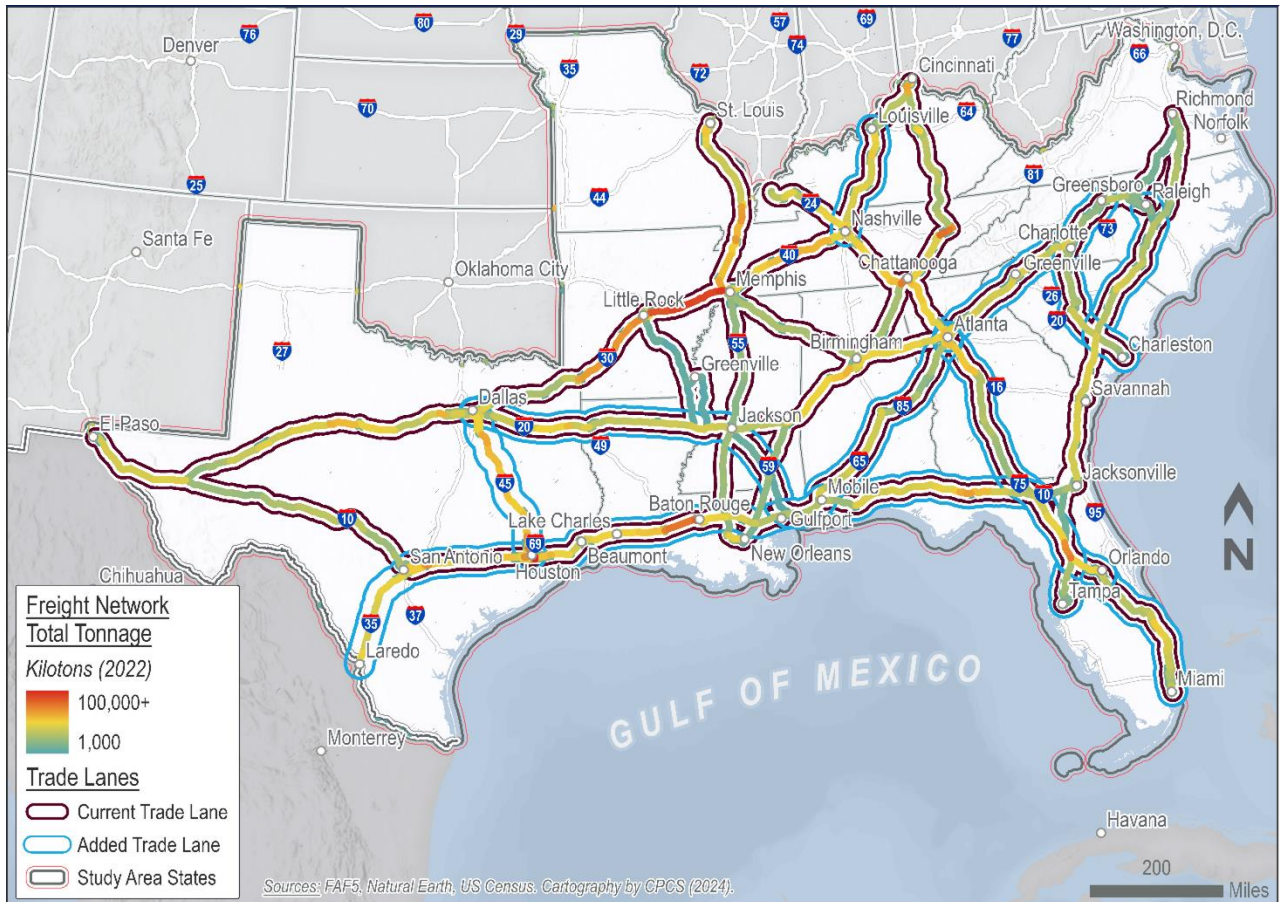 76
80
29
35
57
74
69
77
Washington, D.C.
66
Denver
72
Cincinnati
70
St. Louis
Louisville
64
Richmond
Norfolk
25
44
24
81
Greensboro
Raleigh
Nashville
73
Santa Fe
Oklahoma City
40
Charlotte
Chattanooga
Greenville
Memphis
26
Little Rock
20
Atlanta
27
30
55
Birmingham
Charleston
Greenville
16
Savannah
Dallas
85
El Paso
20
Jackson
49
65
59
75
10
Jacksonville
45
Mobile
95
10
Baton Rouge
Lake Charles
Gulfport
69
San Antonio
Beaumont
New Orleans
Orlando
Houston
Chihuahua
Tampa
37
35
Laredo
Miami
GULF OF MEXICO
Monterrey
Havana
N
Freight Network
Total Tonnage
Kilotons (2022)
100,000+
1,000
Trade Lanes
Current Trade Lane
Added Trade Lane
Study Area States
Sources: FAF5, Natural Earth, US Census. Cartography by CPCS (2024).
200
Miles